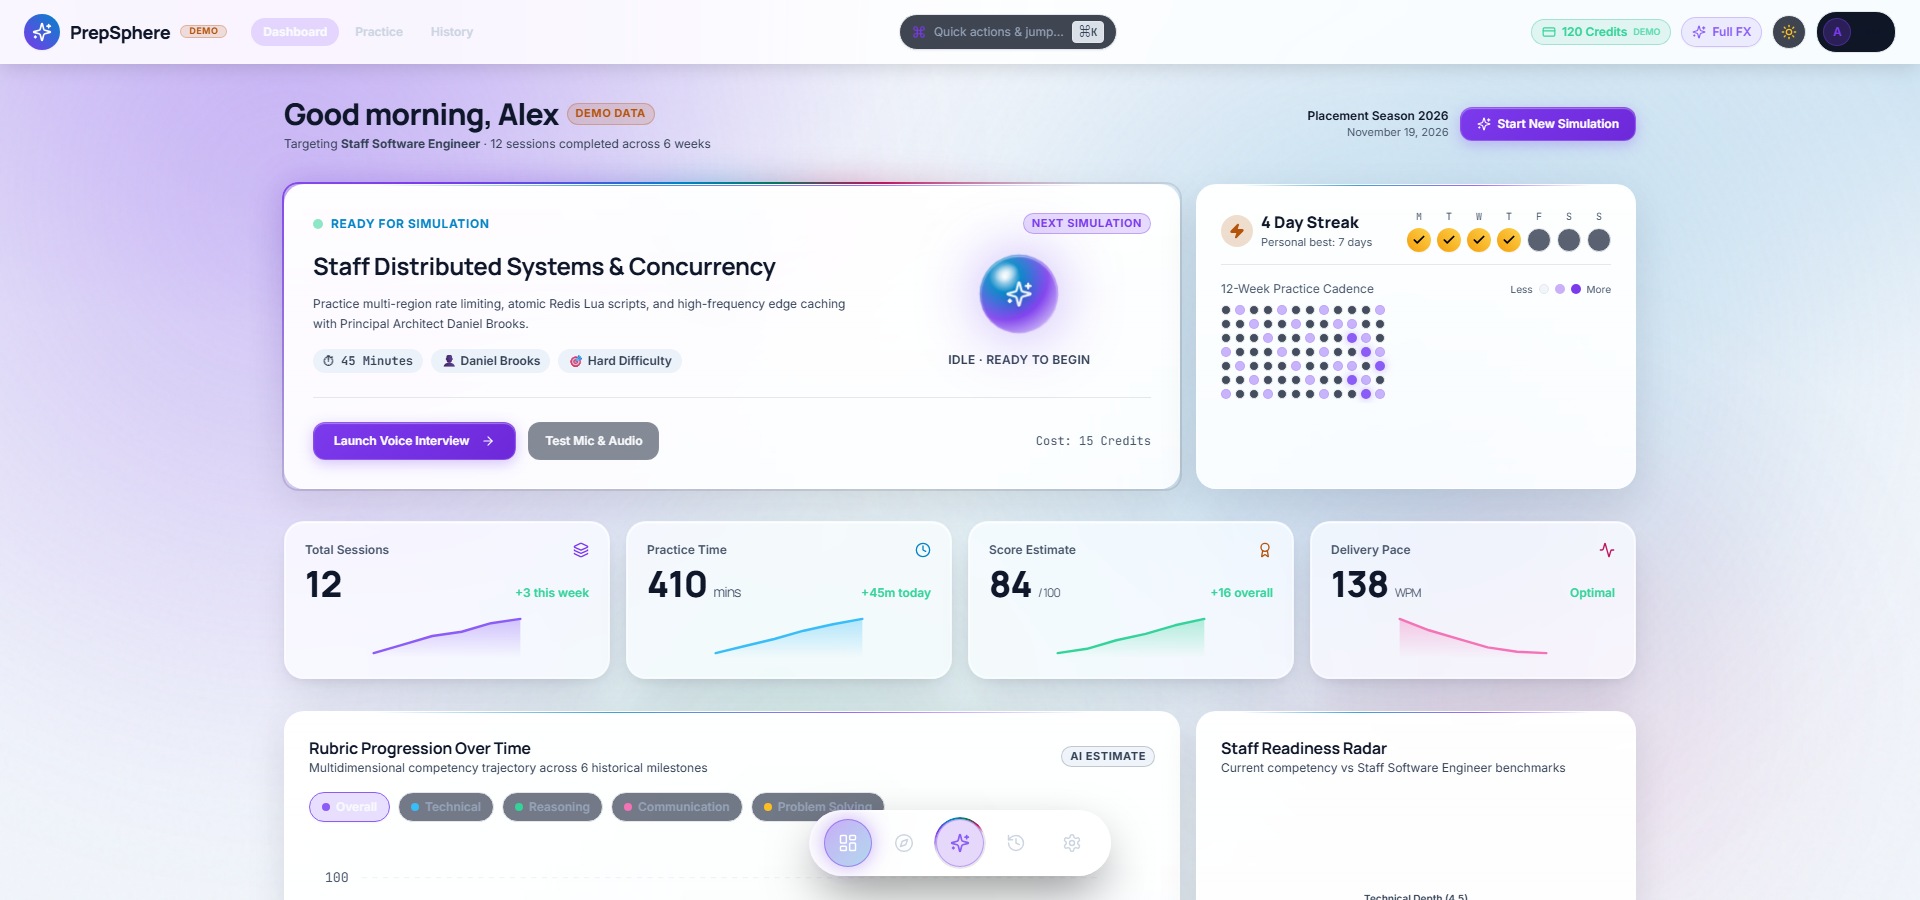 PrepSphere DEMO Dashboard Practice History Quick actions & jump... ⌘K 120 Credits DEMO Full FX A
Good morning, Alex DEMO DATA
Targeting Staff Software Engineer · 12 sessions completed across 6 weeks
Placement Season 2026
November 19, 2026
Start New Simulation
READY FOR SIMULATION
NEXT SIMULATION
Staff Distributed Systems & Concurrency
Practice multi-region rate limiting, atomic Redis Lua scripts, and high-frequency edge caching
with Principal Architect Daniel Brooks.
45 Minutes Daniel Brooks Hard Difficulty
IDLE · READY TO BEGIN
Launch Voice Interview Test Mic & Audio Cost: 15 Credits
4 Day Streak
Personal best: 7 days
M T W T F S S
12-Week Practice Cadence Less More
Total Sessions
12
+3 this week
Practice Time
410 mins
+45m today
Score Estimate
84 /100
+16 overall
Delivery Pace
138 WPM
Optimal
Rubric Progression Over Time
Multidimensional competency trajectory across 6 historical milestones
AI ESTIMATE
Overall Technical Reasoning Communication Problem Solving
100
Staff Readiness Radar
Current competency vs Staff Software Engineer benchmarks
Technical Depth (4.5)